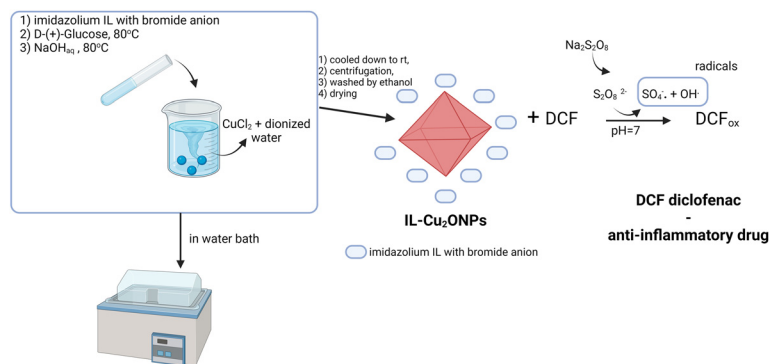 1) imidazolium IL with bromide anion
2) D-(+)-Glucose, 80°C
3) NaOHaq , 80°C
CuCl2 + dionized
water
in water bath
1) cooled down to rt,
2) centrifugation,
3) washed by ethanol
4) drying
IL-Cu2ONPs
imidazolium IL with bromide anion
+ DCF
Na2S2O8
S2O8 2-
pH=7
radicals
SO4-. + OH·
DCFox
DCF diclofenac
-
anti-inflammatory drug